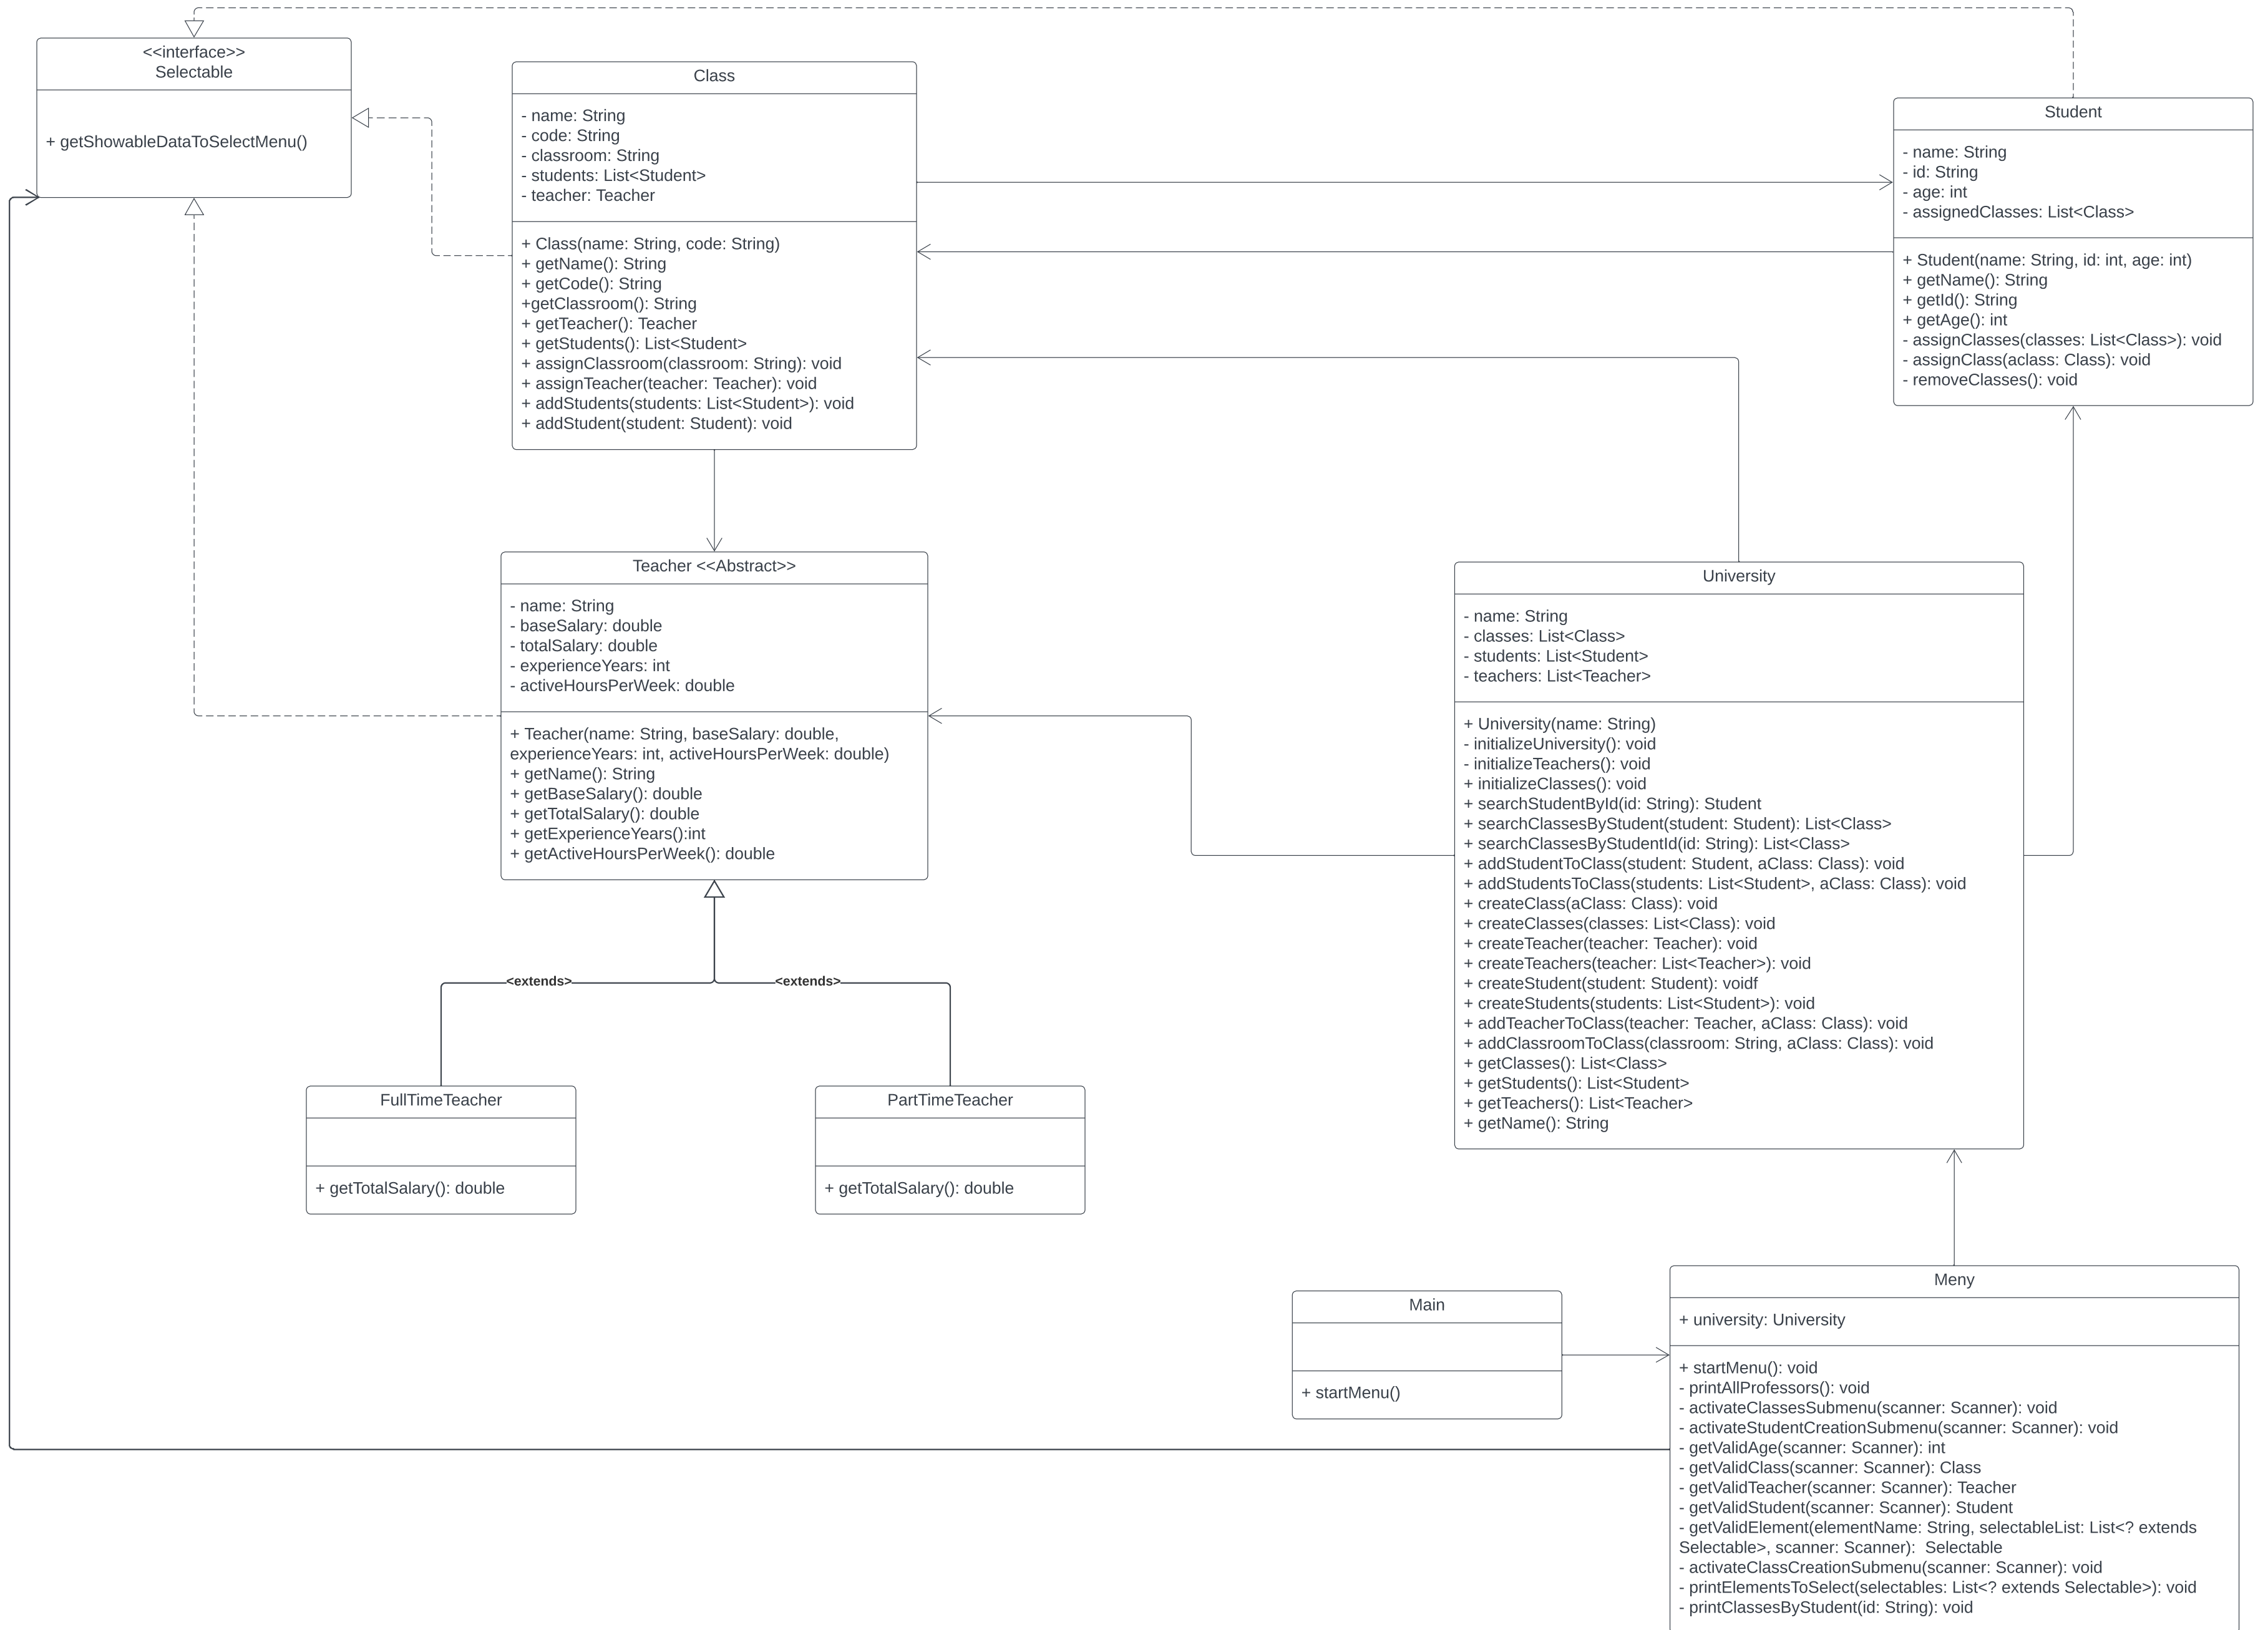 <<interface>>
Selectable
+ getShowableDataToSelectMenu()
Class
- name: String
- code: String
- classroom: String
- students: List<Student>
- teacher: Teacher
+ Class(name: String, code: String)
+ getName(): String
+ getCode(): String
+getClassroom(): String
+ getTeacher(): Teacher
+ getStudents(): List<Student>
+ assignClassroom(classroom: String): void
+ assignTeacher(teacher: Teacher): void
+ addStudents(students: List<Student>): void
+ addStudent(student: Student): void
Student
- name: String
- id: String
- age: int
- assignedClasses: List<Class>
+ Student(name: String, id: int, age: int)
+ getName(): String
+ getId(): String
+ getAge(): int
- assignClasses(classes: List<Class>): void
- assignClass(aclass: Class): void
- removeClasses(): void
Teacher <<Abstract>>
- name: String
- baseSalary: double
- totalSalary: double
- experienceYears: int
- activeHoursPerWeek: double
+ Teacher(name: String, baseSalary: double,
experienceYears: int, activeHoursPerWeek: double)
+ getName(): String
+ getBaseSalary(): double
+ getTotalSalary(): double
+ getExperienceYears():int
+ getActiveHoursPerWeek(): double
University
- name: String
- classes: List<Class>
- students: List<Student>
- teachers: List<Teacher>
+ University(name: String)
- initializeUniversity(): void
- initializeTeachers(): void
+ initializeClasses(): void
+ searchStudentById(id: String): Student
+ searchClassesByStudent(student: Student): List<Class>
+ searchClassesByStudentId(id: String): List<Class>
+ addStudentToClass(student: Student, aClass: Class): void
+ addStudentsToClass(students: List<Student>, aClass: Class): void
+ createClass(aClass: Class): void
+ createClasses(classes: List<Class): void
+ createTeacher(teacher: Teacher): void
+ createTeachers(teacher: List<Teacher>): void
+ createStudent(student: Student): voidf
+ createStudents(students: List<Student>): void
+ addTeacherToClass(teacher: Teacher, aClass: Class): void
+ addClassroomToClass(classroom: String, aClass: Class): void
+ getClasses(): List<Class>
+ getStudents(): List<Student>
+ getTeachers(): List<Teacher>
+ getName(): String
<extends>
<extends>
FullTimeTeacher
+ getTotalSalary(): double
PartTimeTeacher
+ getTotalSalary(): double
Main
+ startMenu()
Meny
+ university: University
+ startMenu(): void
- printAllProfessors(): void
- activateClassesSubmenu(scanner: Scanner): void
- activateStudentCreationSubmenu(scanner: Scanner): void
- getValidAge(scanner: Scanner): int
- getValidClass(scanner: Scanner): Class
- getValidTeacher(scanner: Scanner): Teacher
- getValidStudent(scanner: Scanner): Student
- getValidElement(elementName: String, selectableList: List<? extends
Selectable>, scanner: Scanner):  Selectable
- activateClassCreationSubmenu(scanner: Scanner): void
- printElementsToSelect(selectables: List<? extends Selectable>): void
- printClassesByStudent(id: String): void